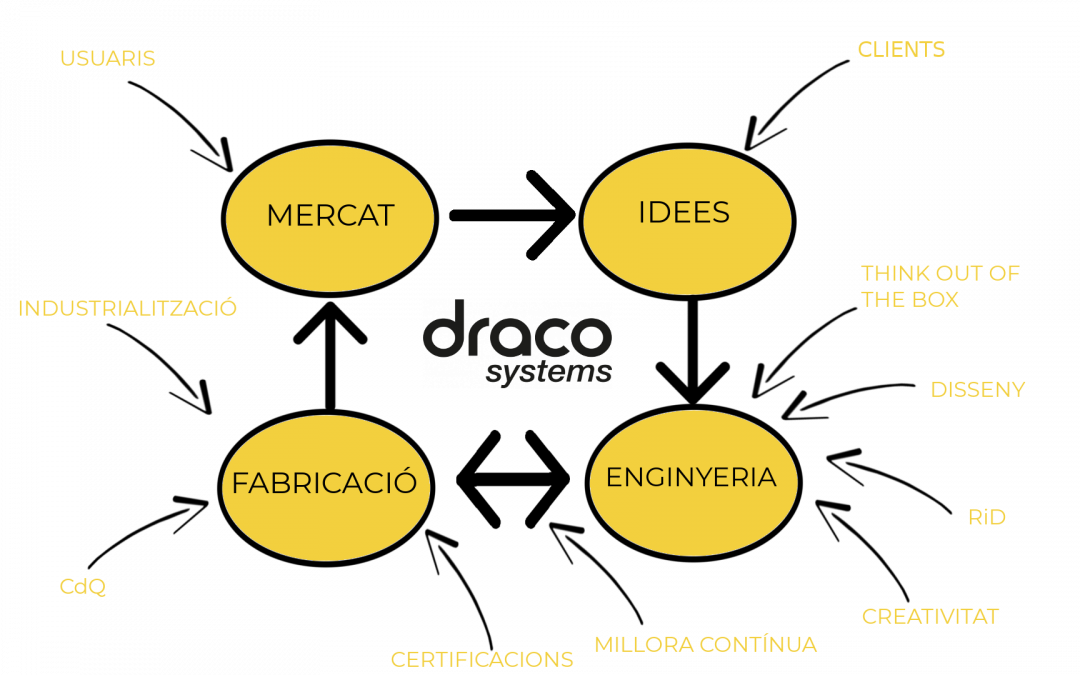 USUARIS
CLIENTS
MERCAT
IDEES
THINK OUT OF
THE BOX
INDUSTRIALITZACIÓ
draco
systems
DISSENY
FABRICACIÓ
ENGINYERIA
RiD
CdQ
CREATIVITAT
MILLORA CONTÍNUA
CERTIFICACIONS